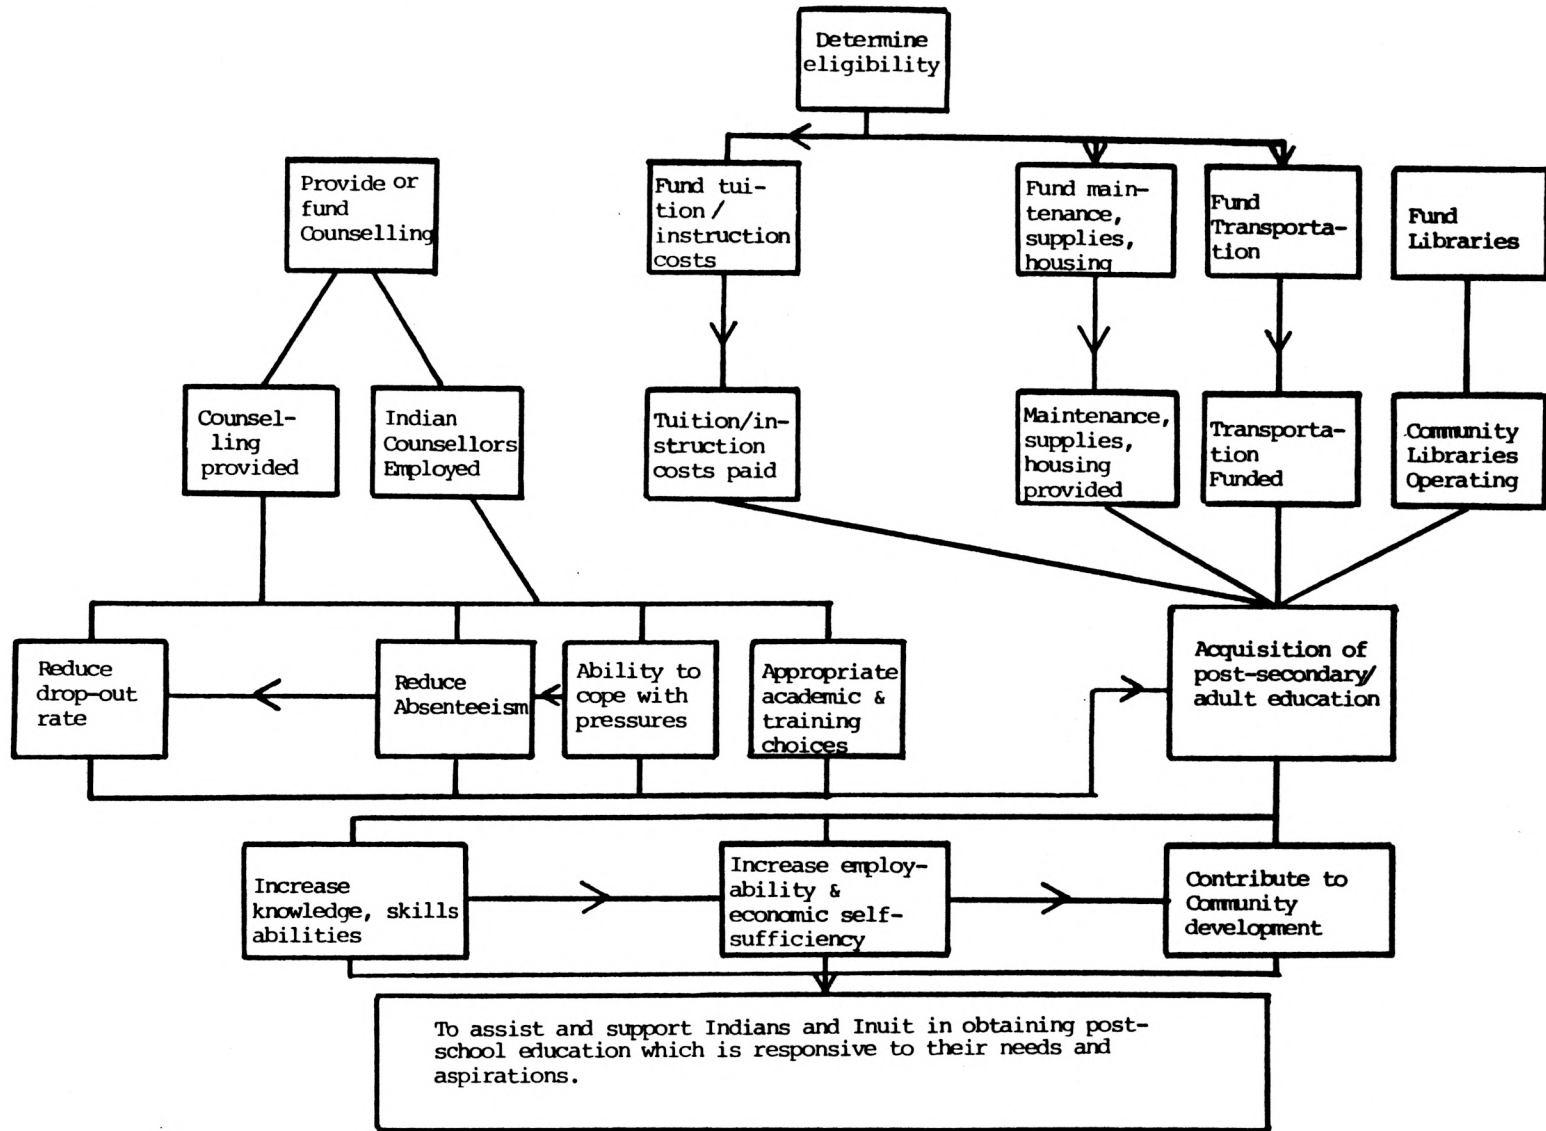 Determine
eligibility
Provide or
fund
Counselling
Fund tui-
tion /
instruction
costs
Fund main-
tenance,
supplies,
housing
Fund
Transporta-
tion
Fund
Libraries
Counsel-
ling
provided
Indian
Counsellors
Employed
Tuition/in-
struction
costs paid
Maintenance,
supplies,
housing
provided
Transporta-
tion
Funded
Community
Libraries
Operating
Reduce
drop-out
rate
Reduce
Absenteeism
Ability to
cope with
pressures
Appropriate
academic &
training
choices
Acquisition of
post-secondary/
adult education
Increase
knowledge, skills
abilities
Increase employ-
ability &
economic self-
sufficiency
Contribute to
Community
development
To assist and support Indians and Inuit in obtaining post-
school education which is responsive to their needs and
aspirations.